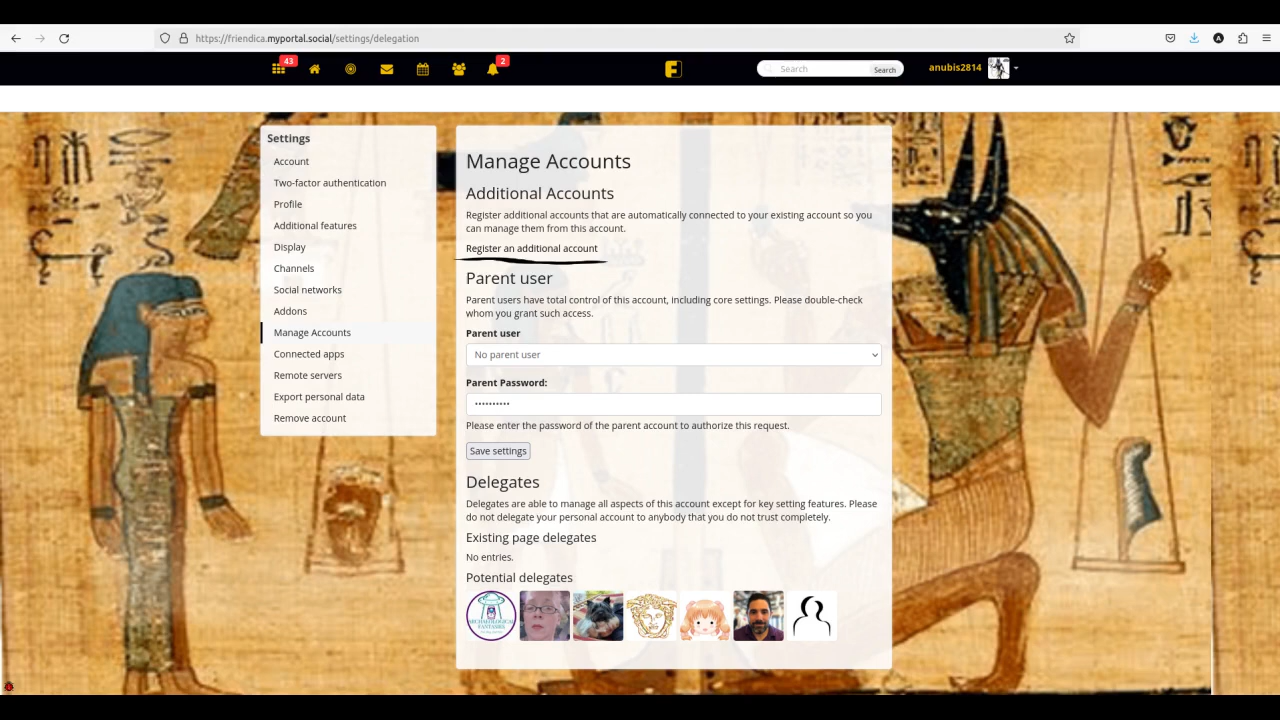 https://friendica.myportal.social/settings/delegation
43
2
F
Search
Search
anubis2814
Settings
Account
Two-factor authentication
Profile
Additional features
Display
Channels
Social networks
Addons
Manage Accounts
Connected apps
Remote servers
Export personal data
Remove account
Manage Accounts
Additional Accounts
Register additional accounts that are automatically connected to your existing account so you
can manage them from this account.
Register an additional account
Parent user
Parent users have total control of this account, including core settings. Please double-check
whom you grant such access.
Parent user
No parent user
Parent Password:
••••••••••
Please enter the password of the parent account to authorize this request.
Save settings
Delegates
Delegates are able to manage all aspects of this account except for key setting features. Please
do not delegate your personal account to anybody that you do not trust completely.
Existing page delegates
No entries.
Potential delegates
ARCHAEOLOGICAL
FANTASIES